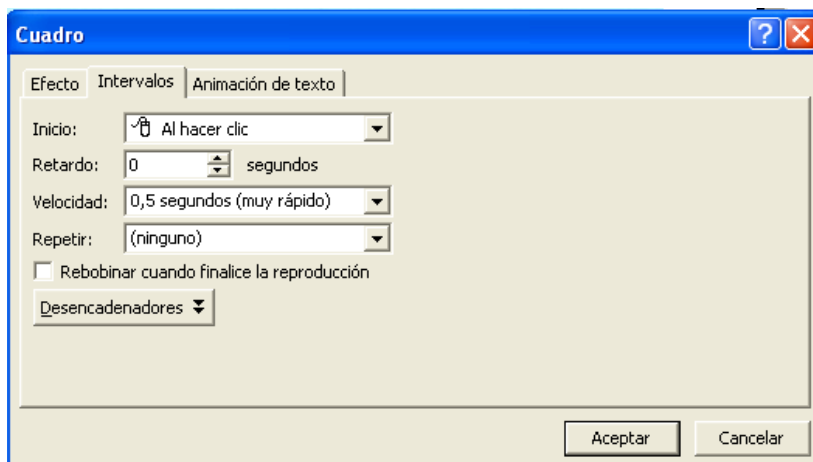 Cuadro
Efecto Intervalos Animación de texto
Inicio: Al hacer clic
Retardo: 0 segundos
Velocidad: 0,5 segundos (muy rápido)
Repetir: (ninguno)
Rebobinar cuando finalice la reproducción
Desencadenadores
Aceptar Cancelar